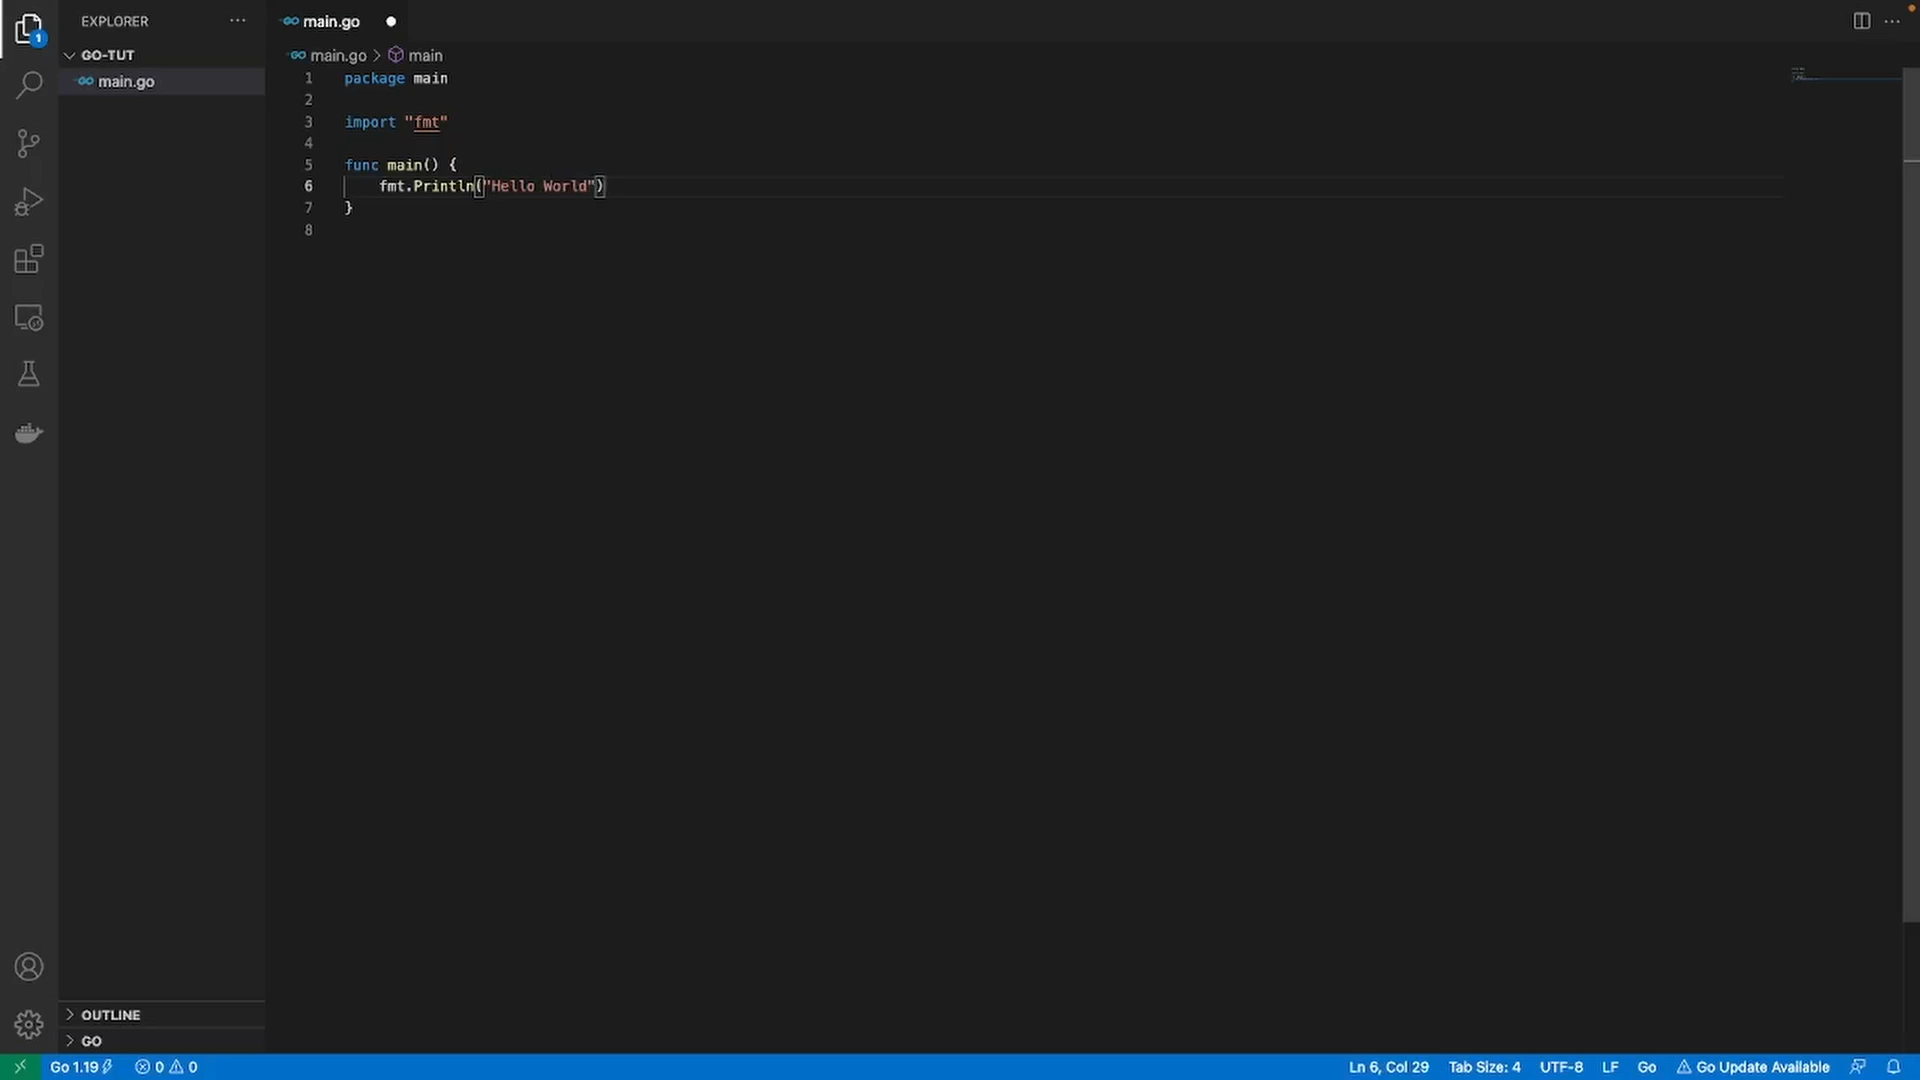 EXPLORER
GO-TUT
main.go
main.go
main.go > main
1 package main
2
3 import "fmt"
4
5 func main() {
6 fmt.Println("Hello World")
7 }
8
1
OUTLINE
GO
Go 1.19
0 0
Ln 6, Col 29
Tab Size: 4
UTF-8
LF
Go
Go Update Available